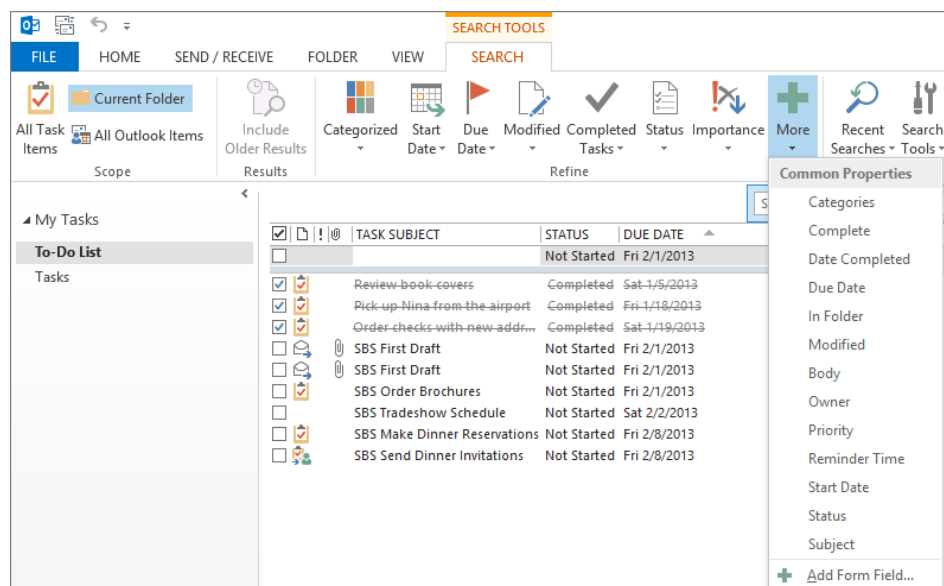 SEARCH TOOLS
FILE HOME SEND / RECEIVE FOLDER VIEW SEARCH
Current Folder
All Outlook Items
All Task Items
Scope
Include Older Results
Results
Categorized
Start Date
Due Date
Modified
Completed Tasks
Status
Importance
More
Refine
Recent Searches
Search Tools
My Tasks
To-Do List
Tasks
S
TASK SUBJECT STATUS DUE DATE
Not Started Fri 2/1/2013
Review book covers Completed Sat 1/5/2013
Pick up Nina from the airport Completed Fri 1/18/2013
Order checks with new addr... Completed Sat 1/19/2013
SBS First Draft Not Started Fri 2/1/2013
SBS First Draft Not Started Fri 2/1/2013
SBS Order Brochures Not Started Fri 2/1/2013
SBS Tradeshow Schedule Not Started Sat 2/2/2013
SBS Make Dinner Reservations Not Started Fri 2/8/2013
SBS Send Dinner Invitations Not Started Fri 2/8/2013
Common Properties
Categories
Complete
Date Completed
Due Date
In Folder
Modified
Body
Owner
Priority
Reminder Time
Start Date
Status
Subject
Add Form Field...